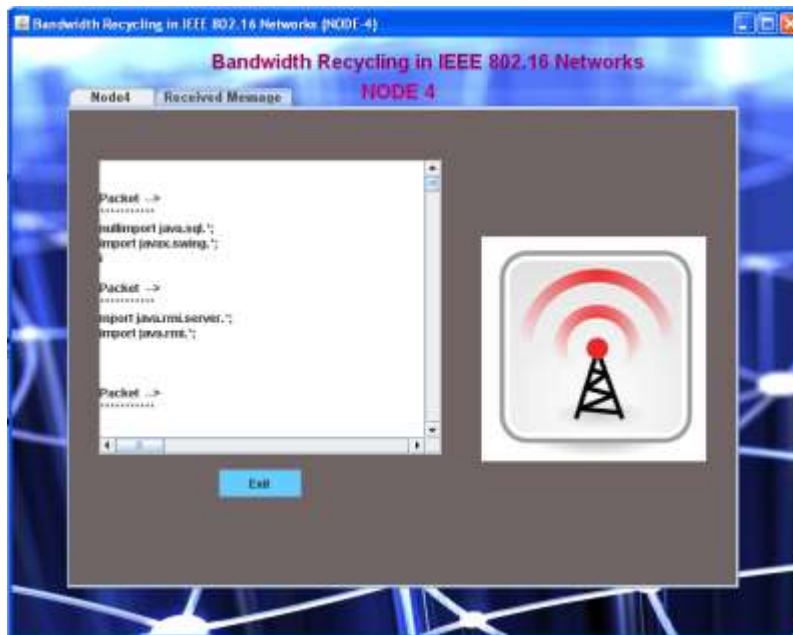 Bandwidth Recycling in IEEE 802.16 Networks (NODE-4)
Bandwidth Recycling in IEEE 802.16 Networks
NODE 4
Node4 Received Message
Packet -->
-----------
nullimport java.sql.*;
import javax.swing.*;
i
Packet -->
-----------
mport java.rmi.server.*;
import java.rmi.*;
Packet -->
-----------
Exit